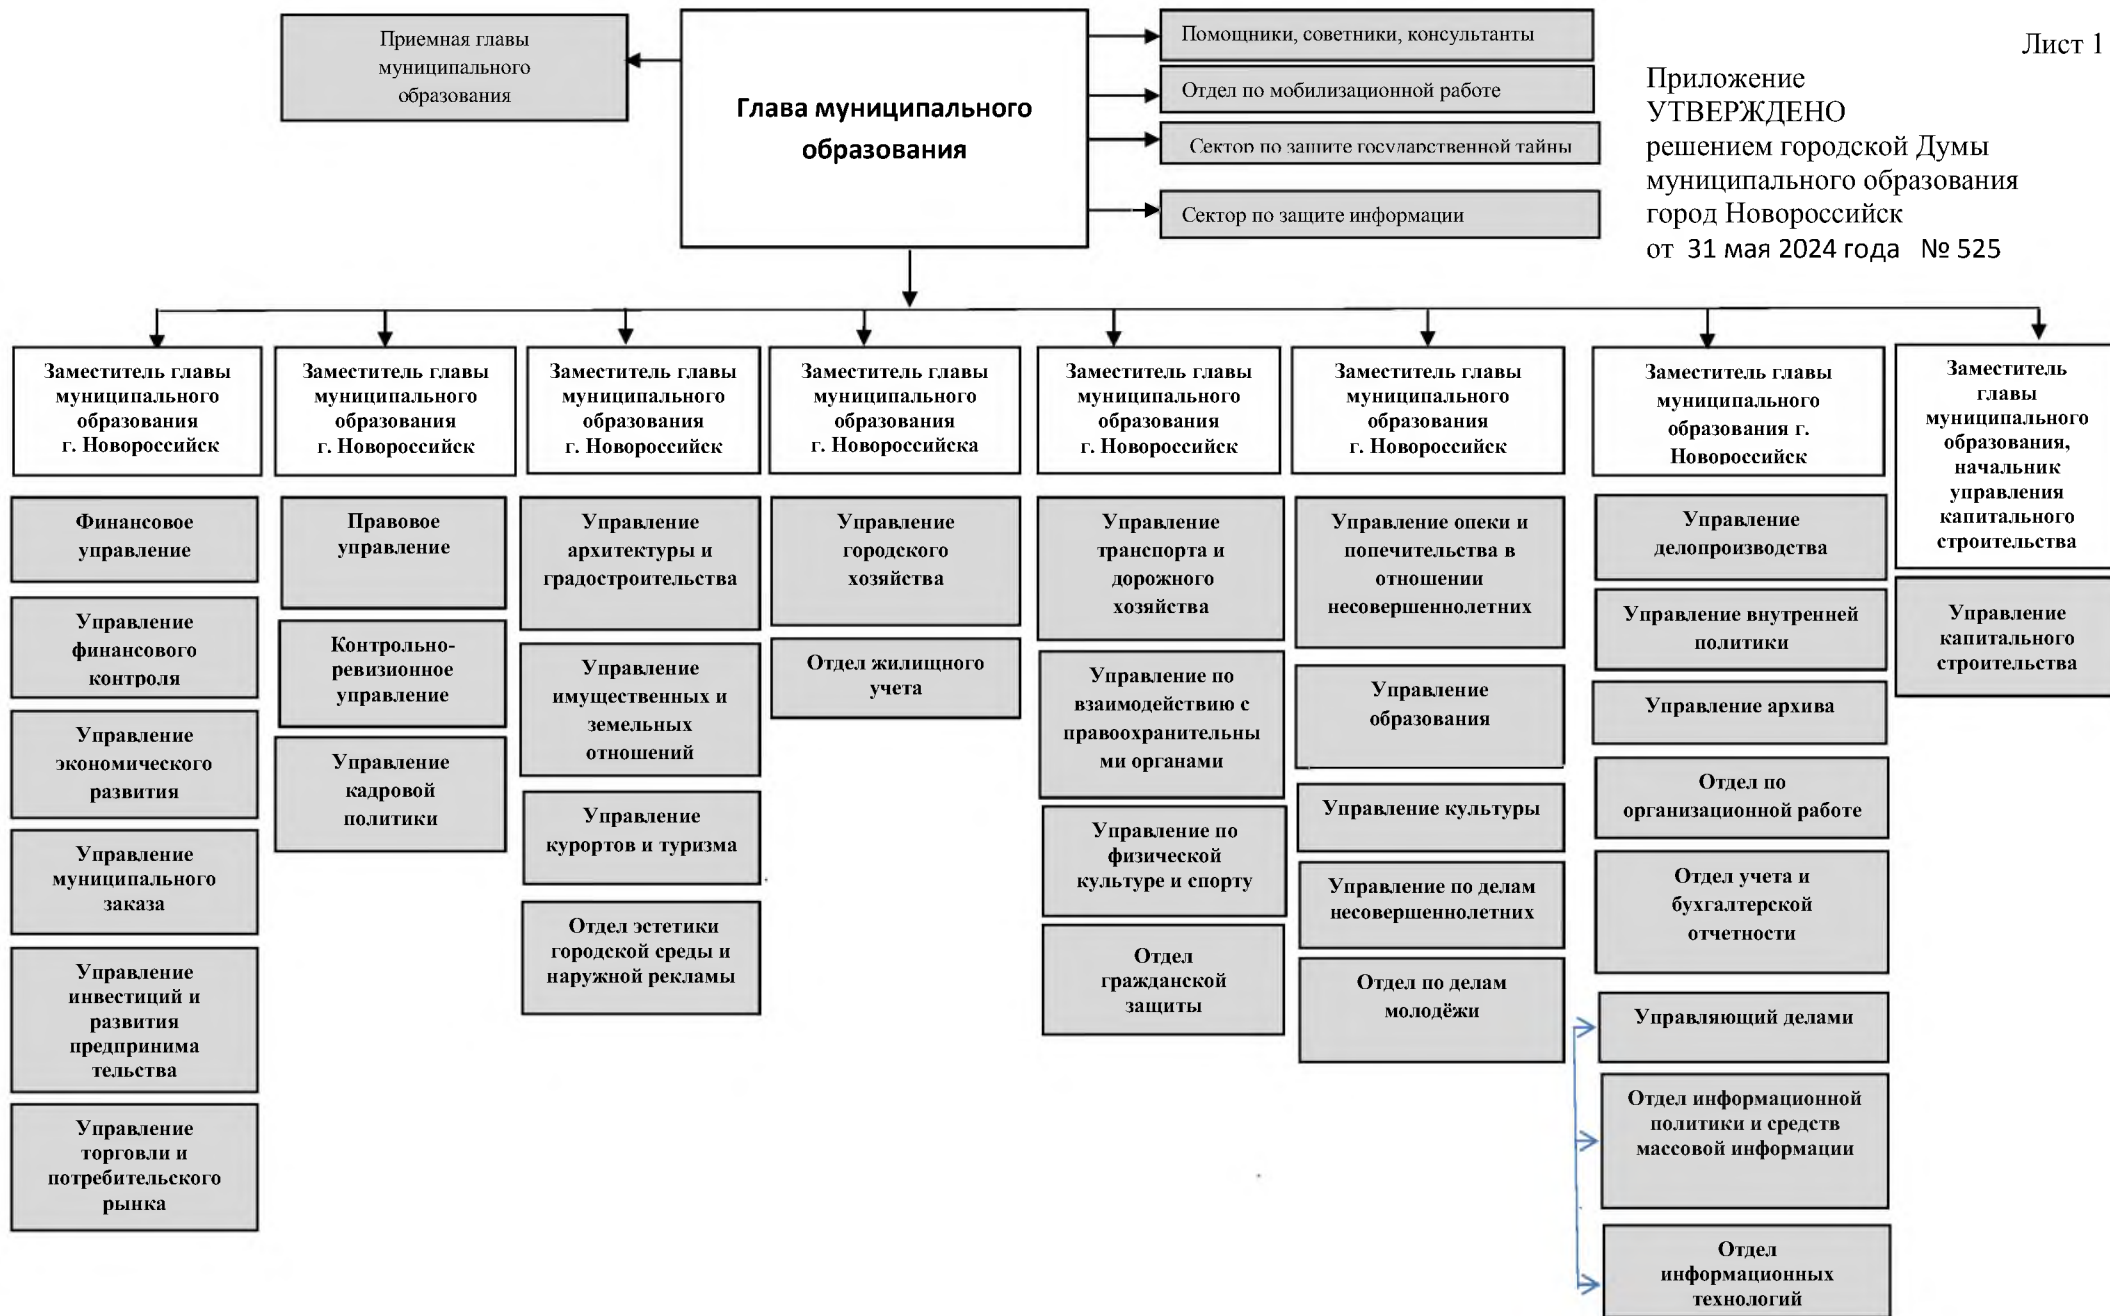 Приемная главы
муниципального
образования
Глава муниципального
образования
Помощники, советники, консультанты
Отдел по мобилизационной работе
Сектор по защите государственной тайны
Сектор по защите информации
Лист 1
Приложение
УТВЕРЖДЕНО
решением городской Думы
муниципального образования
город Новороссийск
от 31 мая 2024 года № 525
Заместитель главы
муниципального
образования
г. Новороссийск
Заместитель главы
муниципального
образования
г. Новороссийск
Заместитель главы
муниципального
образования
г. Новороссийск
Заместитель главы
муниципального
образования
г. Новороссийска
Заместитель главы
муниципального
образования
г. Новороссийск
Заместитель главы
муниципального
образования
г. Новороссийск
Заместитель главы
муниципального
образования г.
Новороссийск
Заместитель
главы
муниципального
образования,
начальник
управления
капитального
строительства
Финансовое
управление
Управление
финансового
контроля
Управление
экономического
развития
Управление
муниципального
заказа
Управление
инвестиций и
развития
предпринима
тельства
Управление
торговли и
потребительского
рынка
Правовое
управление
Контрольно-
ревизионное
управление
Управление
кадровой
политики
Управление
архитектуры и
градостроительства
Управление
имущественных и
земельных
отношений
Управление
курортов и туризма
Отдел эстетики
городской среды и
наружной рекламы
Управление
городского
хозяйства
Отдел жилищного
учета
Управление
транспорта и
дорожного
хозяйства
Управление по
взаимодействию с
правоохранительны
ми органами
Управление по
физической
культуре и спорту
Отдел
гражданской
защиты
Управление опеки и
попечительства в
отношении
несовершеннолетних
Управление
образования
Управление культуры
Управление по делам
несовершеннолетних
Отдел по делам
молодёжи
Управление
делопроизводства
Управление внутренней
политики
Управление архива
Отдел по
организационной работе
Отдел учета и
бухгалтерской
отчетности
Управляющий делами
Отдел информационной
политики и средств
массовой информации
Отдел
информационных
технологий
Управление
капитального
строительства